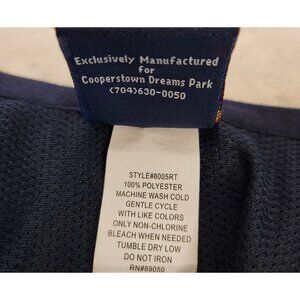 Exclusively Manufactured
for
Cooperstown Dreams Park
(704)630-0050
STYLE#8005RT
100% POLYESTER
MACHINE WASH COLD
GENTLE CYCLE
WITH LIKE COLORS
ONLY NON-CHLORINE
BLEACH WHEN NEEDED
TUMBLE DRY LOW
DO NOT IRON
RN#89050